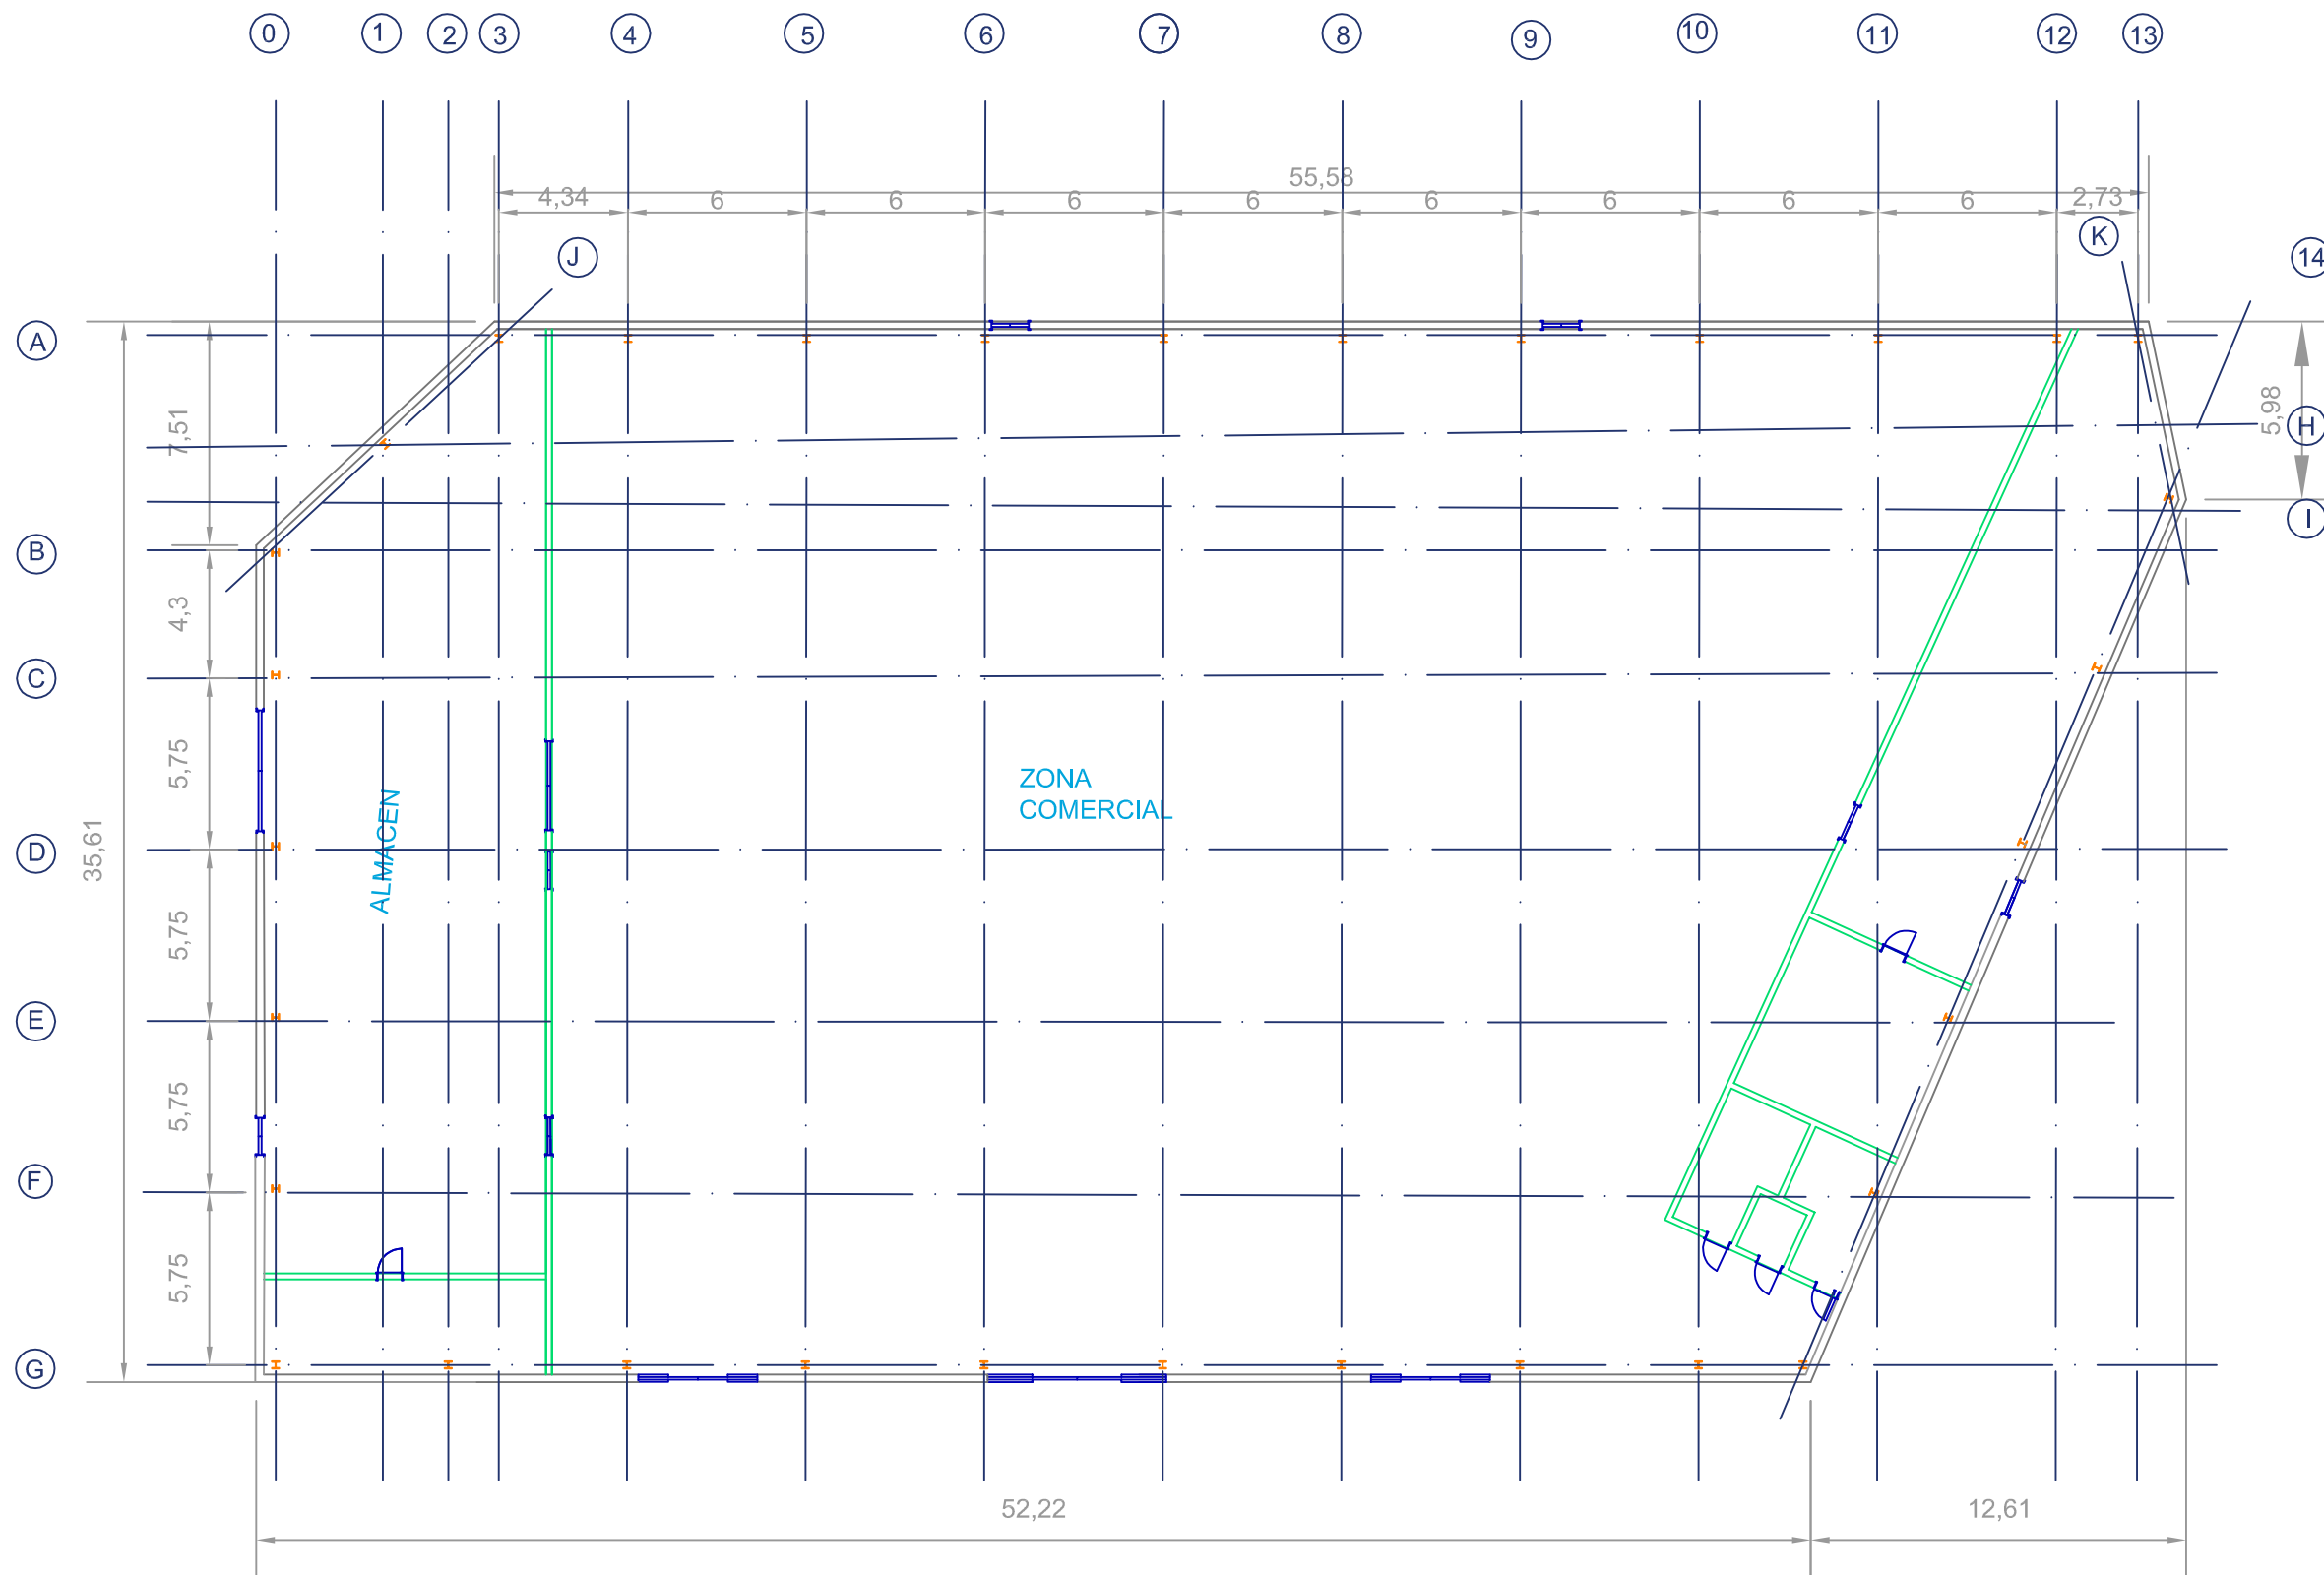 0 1 2 3 4 5 6 7 8 9 10 11 12 13
55,58
4,34 6 6 6 6 6 6 6 6 2,73
J K 14
A
7,51 5,98
H
I
B
4,3
C
5,75
ZONA
COMERCIAL
ALMACEN
35,61
D
5,75
E
5,75
F
5,75
G
52,22 12,61